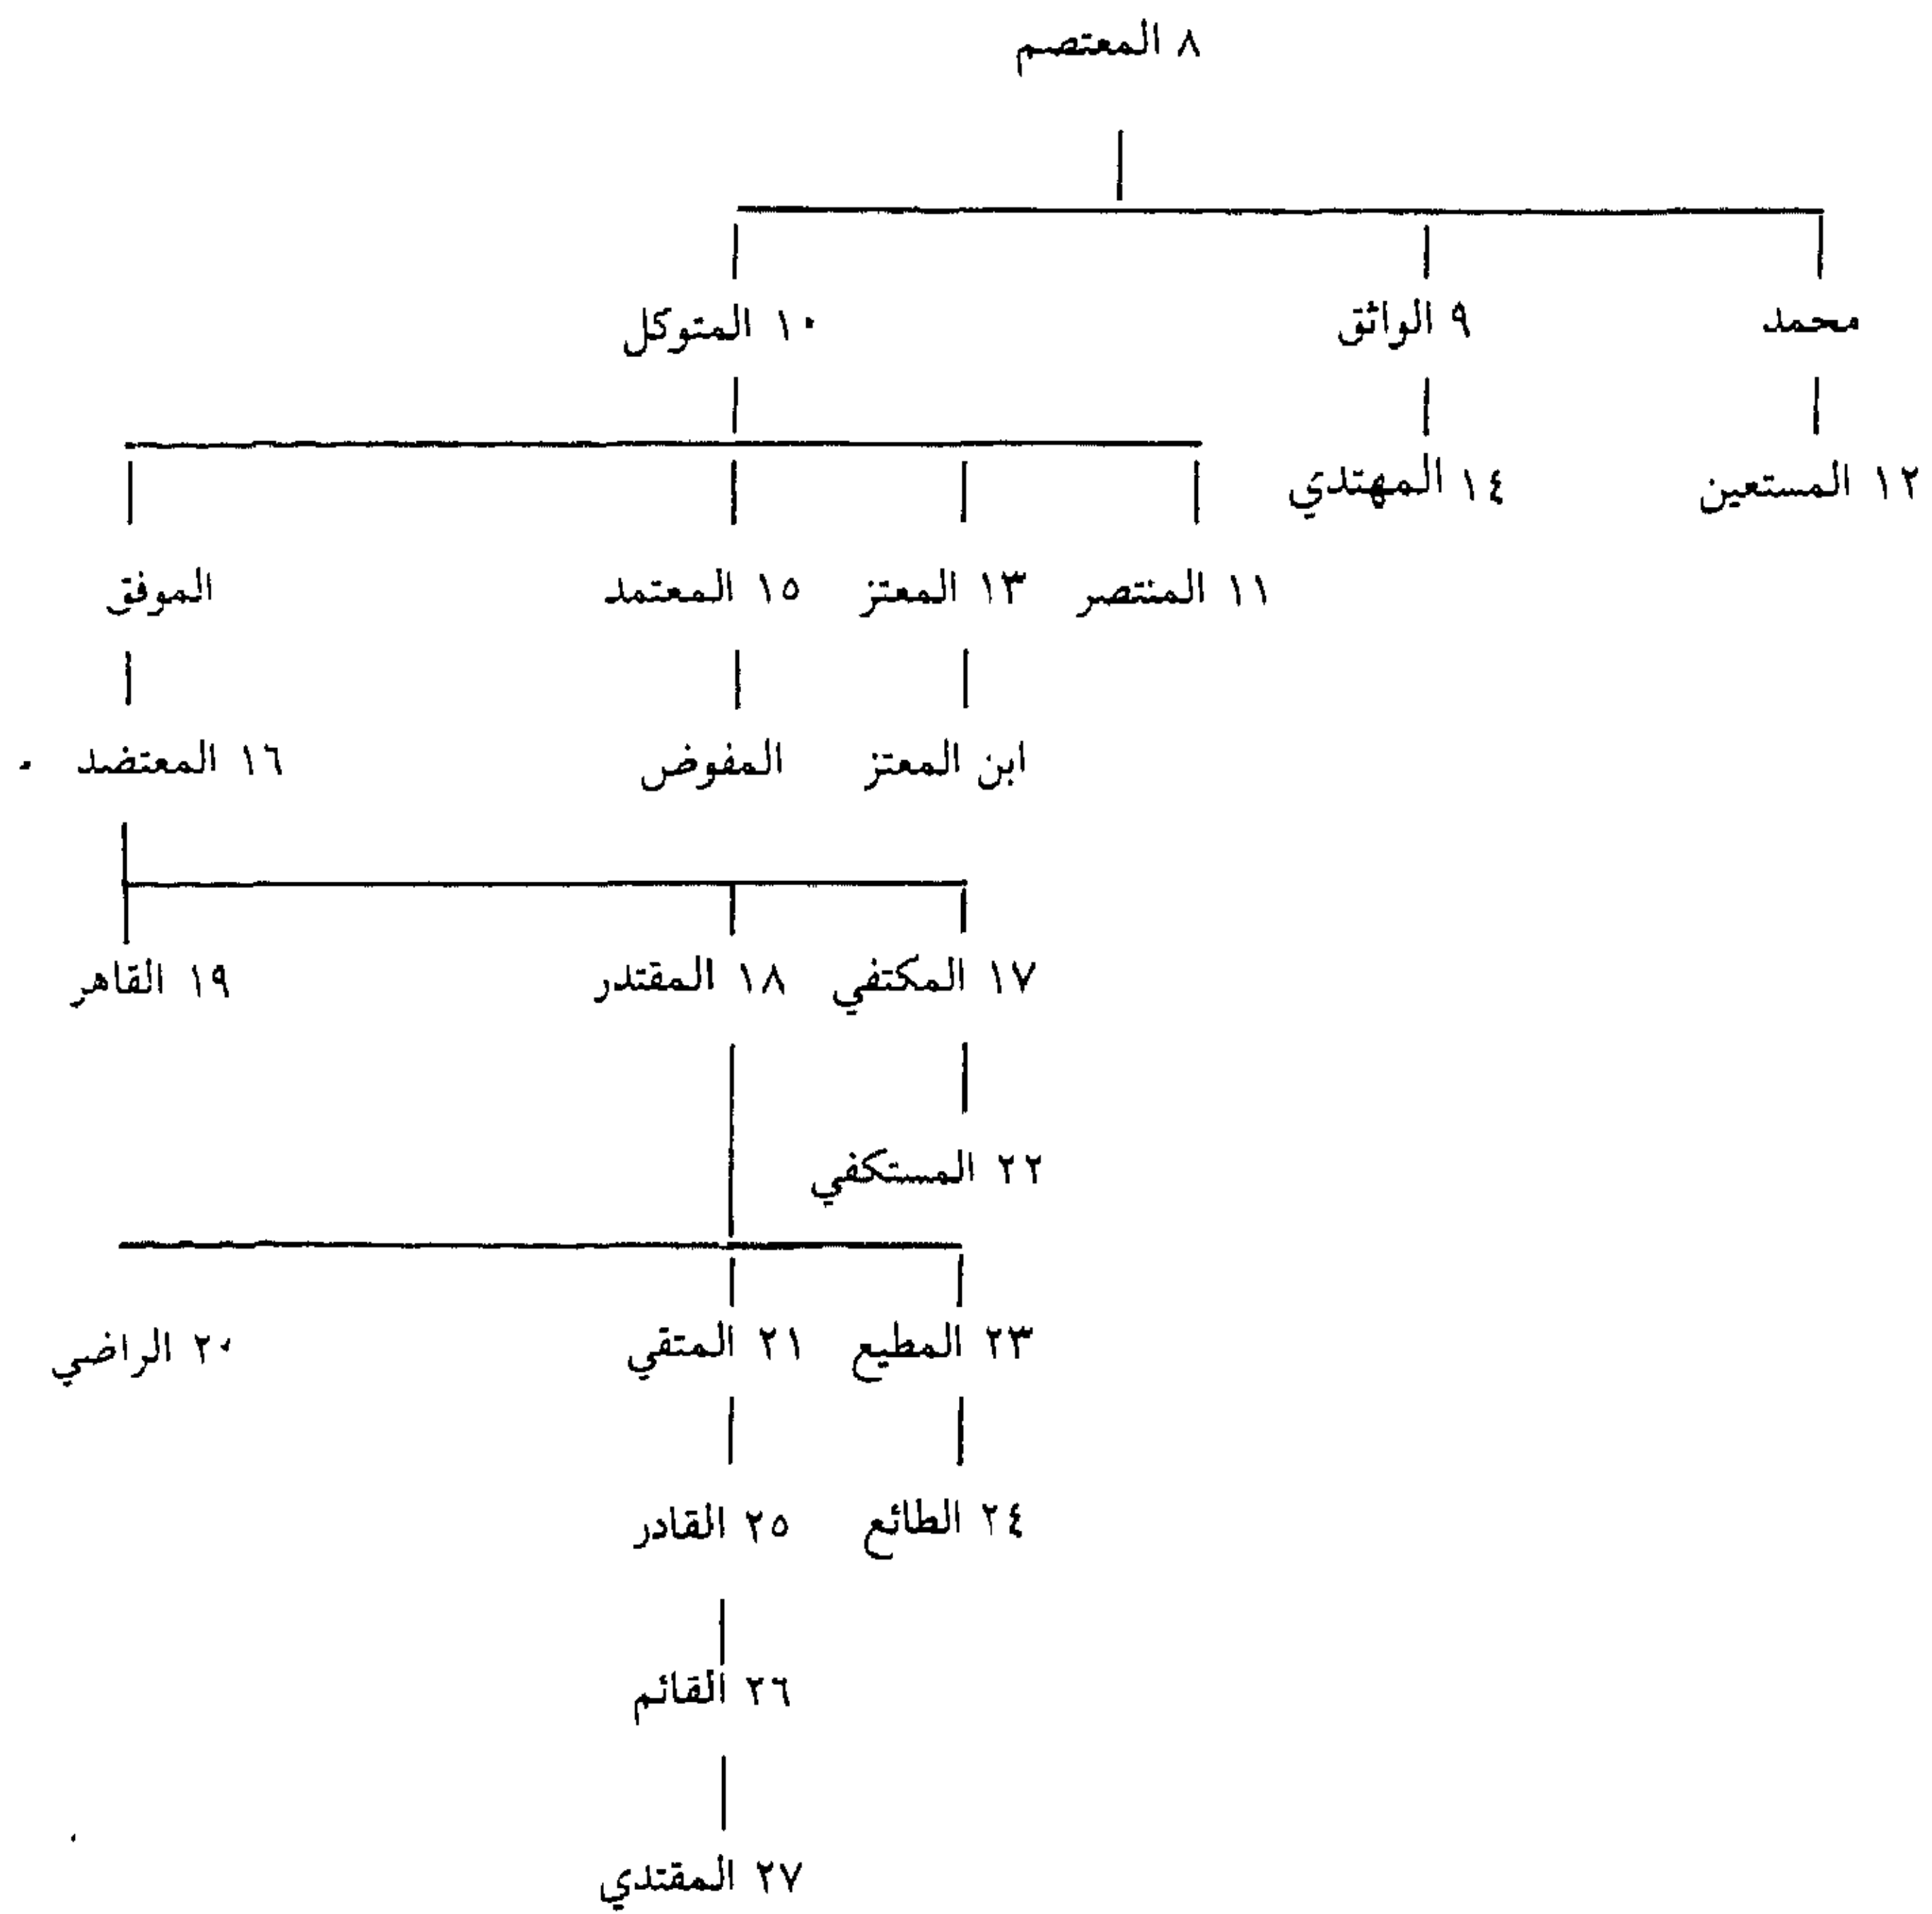 ٨ المعتصم
محمد ٩ الواثق ١٠ المتوكل
١٢ المستعين ١٤ المهتدي
١١ المنتصر ١٣ المعتز ١٥ المعتمد الموفق
ابن المعتز المفوض ١٦ المعتضد
١٧ المكتفي ١٨ المقتدر ١٩ القاهر
٢٢ المستكفي
٢٣ المطيع ٢١ المتقي ٢٠ الراضي
٢٤ الطائع ٢٥ القادر
٢٦ القائم
٢٧ المقتدي